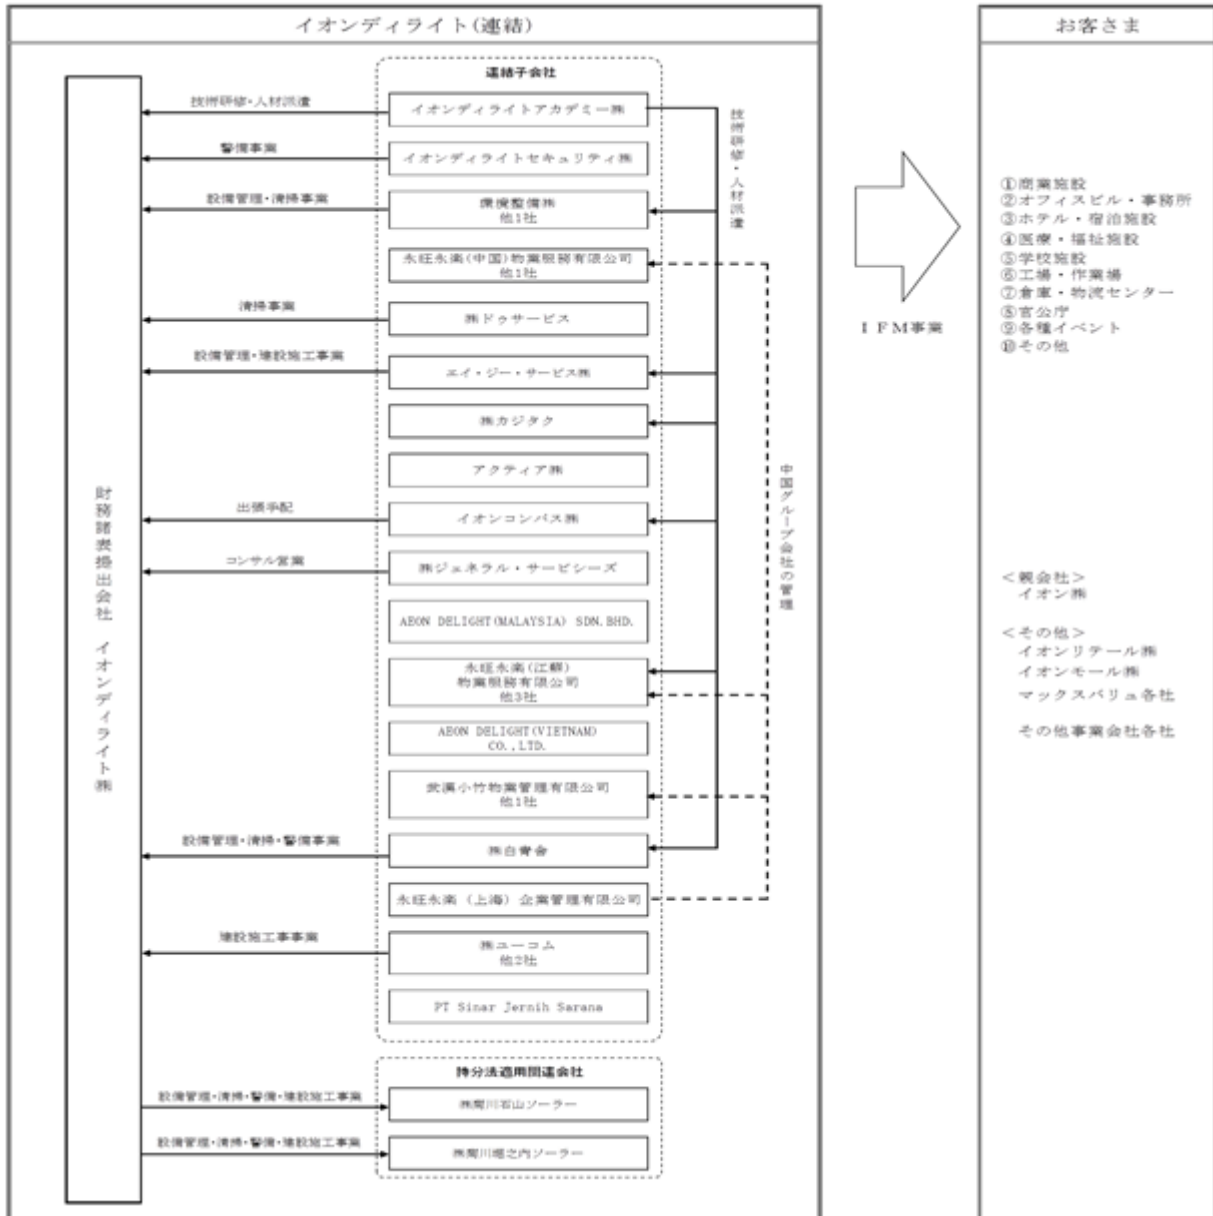 イオンディライト(連結)
お客さま
連結子会社
技術研修・人材派遣
イオンディライトアカデミー㈱
警備事業
イオンディライトセキュリティ㈱
設備管理・清掃事業
環境整備㈱
他1社
永旺永楽(中国)物業服務有限公司
他1社
清掃事業
㈱ドゥサービス
設備管理・建設施工事業
エイ・ジー・サービス㈱
㈱カジタク
アクティア㈱
出張手配
イオンコンパス㈱
コンサル営業
㈱ジェネラル・サービシーズ
AEON DELIGHT(MALAYSIA) SDN.BHD.
永旺永楽(江蘇)
物業服務有限公司
他3社
AEON DELIGHT(VIETNAM)
CO.,LTD.
武漢小竹物業管理有限公司
他1社
設備管理・清掃・警備事業
㈱白青舎
永旺永楽（上海）企業管理有限公司
建設施工事事業
㈱ユーコム
他2社
PT Sinar Jernih Sarana
持分法適用関連会社
設備管理・清掃・警備・建設施工事業
㈱菊川石山ソーラー
設備管理・清掃・警備・建設施工事業
㈱菊川堀之内ソーラー
財務諸表提出会社 イオンディライト㈱
技術研修・人材派遣
中国グループ会社の管理
ＩＦＭ事業
①商業施設
②オフィスビル・事務所
③ホテル・宿泊施設
④医療・福祉施設
⑤学校施設
⑥工場・作業場
⑦倉庫・物流センター
⑧官公庁
⑨各種イベント
⑩その他
＜親会社＞
イオン㈱
＜その他＞
イオンリテール㈱
イオンモール㈱
マックスバリュ各社
その他事業会社各社